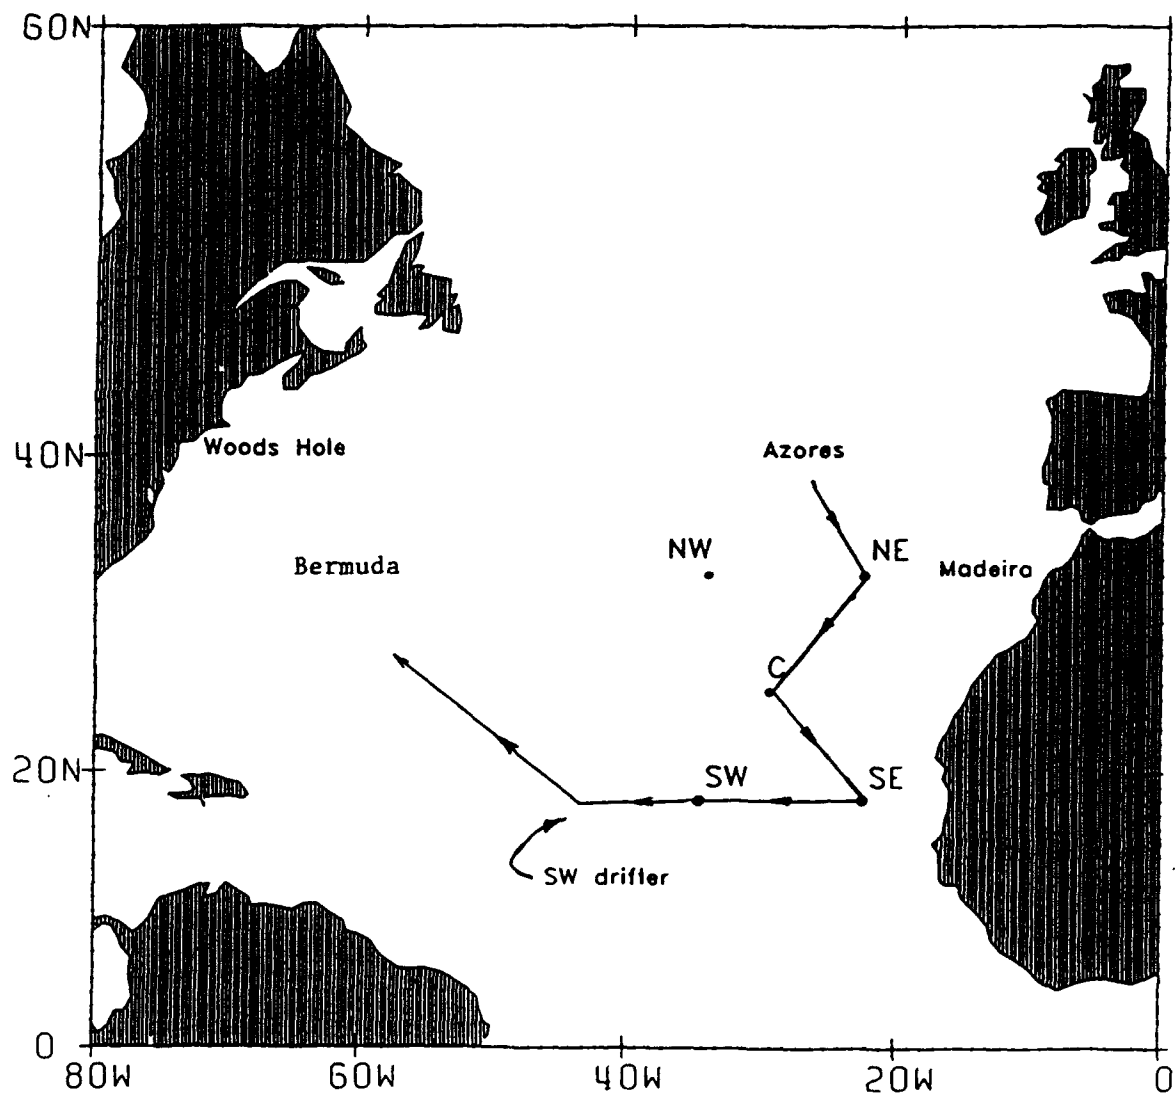 60N
Woods Hole
Azores
40N
NW
NE
Bermuda
Madeira
C
20N
SW
SE
SW drifter
0
80W
60W
40W
20W
0